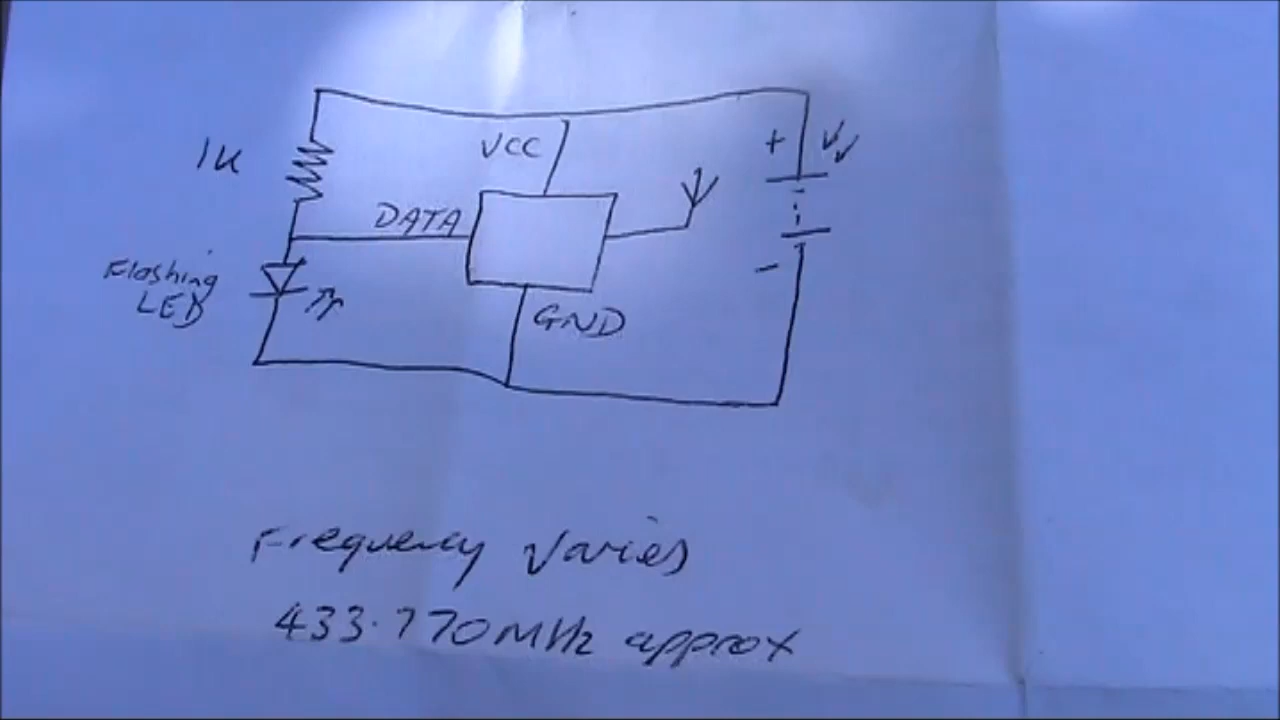 1K
VCC
+
DATA
Flashing
LED
-
GND
Frequency varies
433.770MHz approx